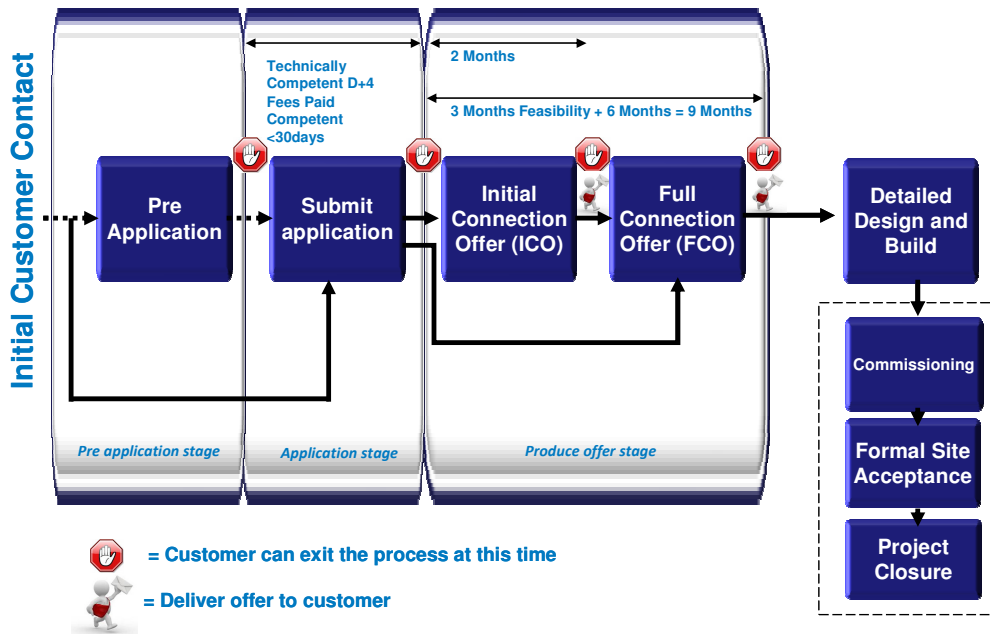 Initial Customer Contact
Technically
Competent D+4
Fees Paid
Competent
<30days
2 Months
3 Months Feasibility + 6 Months = 9 Months
Pre
Application
Submit
application
Initial
Connection
Offer (ICO)
Full
Connection
Offer (FCO)
Detailed
Design and
Build
Commissioning
Formal Site
Acceptance
Project
Closure
Pre application stage
Application stage
Produce offer stage
= Customer can exit the process at this time
= Deliver offer to customer